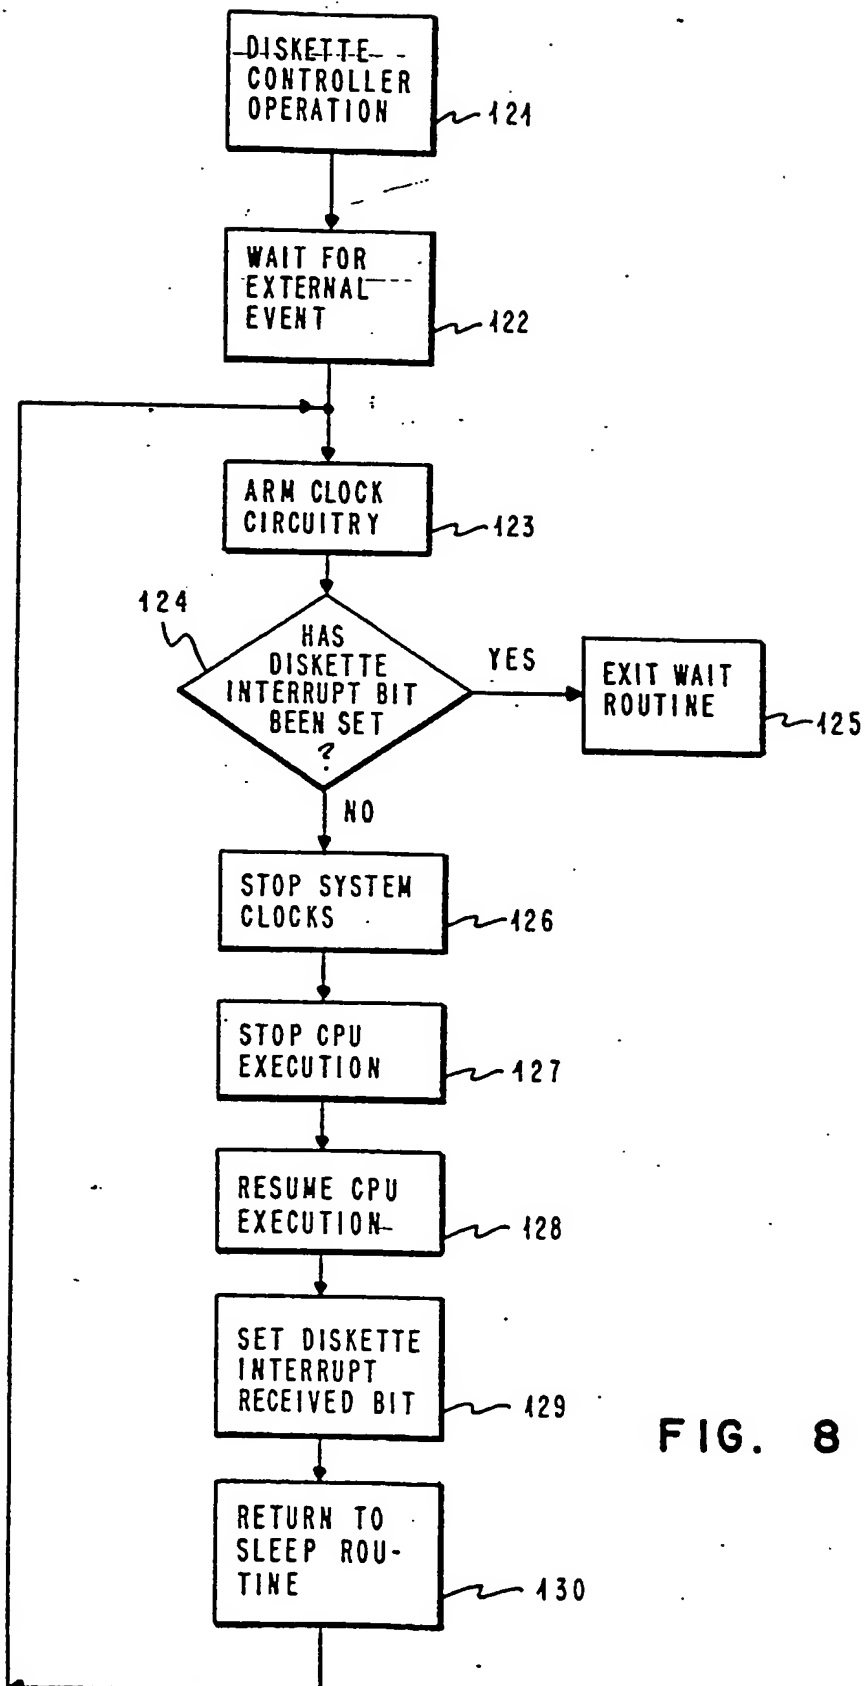 DISKETTE
CONTROLLER
OPERATION
121
WAIT FOR
EXTERNAL
EVENT
122
ARM CLOCK
CIRCUITRY
123
124
HAS
DISKETTE
INTERRUPT BIT
BEEN SET
?
YES
EXIT WAIT
ROUTINE
125
NO
STOP SYSTEM
CLOCKS
126
STOP CPU
EXECUTION
127
RESUME CPU
EXECUTION
128
SET DISKETTE
INTERRUPT
RECEIVED BIT
129
FIG. 8
RETURN TO
SLEEP ROU-
TINE
130